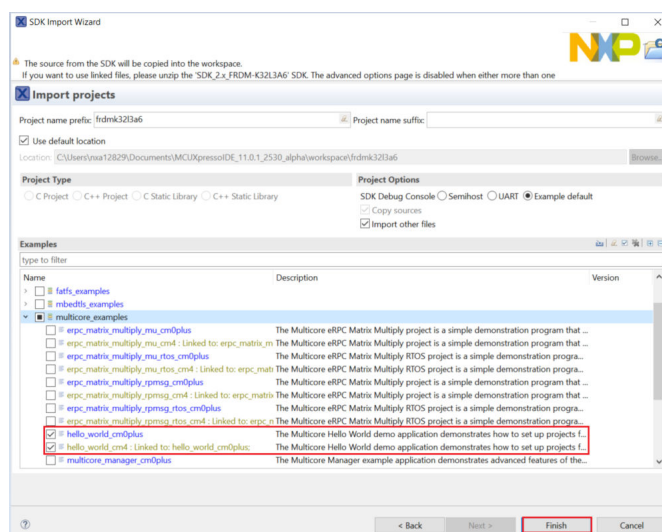 SDK Import Wizard
NXP
The source from the SDK will be copied into the workspace.
If you want to use linked files, please unzip the 'SDK_2.x_FRDM-K32L3A6' SDK. The advanced options page is disabled when either more than one
Import projects
Project name prefix: frdmk32l3a6 Project name suffix:
Use default location
Location: C:\Users\nxa12829\Documents\MCUXpressoIDE_11.0.1_2530_alpha\workspace\frdmk32l3a6 Browse...
Project Type Project Options
C Project C++ Project C Static Library C++ Static Library SDK Debug Console Semihost UART Example default
Copy sources
Import other files
Examples
type to filter
Name Description Version
fatfs_examples
mbedtls_examples
multicore_examples
erpc_matrix_multiply_mu_cm0plus The Multicore eRPC Matrix Multiply project is a simple demonstration program that ...
erpc_matrix_multiply_mu_cm4 : Linked to: erpc_matrix_m The Multicore eRPC Matrix Multiply project is a simple demonstration program that ...
erpc_matrix_multiply_mu_rtos_cm0plus The Multicore eRPC Matrix Multiply RTOS project is a simple demonstration progra...
erpc_matrix_multiply_mu_rtos_cm4 : Linked to: erpc_matr The Multicore eRPC Matrix Multiply RTOS project is a simple demonstration progra...
erpc_matrix_multiply_rpmsg_cm0plus The Multicore eRPC Matrix Multiply project is a simple demonstration program that ...
erpc_matrix_multiply_rpmsg_cm4 : Linked to: erpc_matrix The Multicore eRPC Matrix Multiply project is a simple demonstration program that ...
erpc_matrix_multiply_rpmsg_rtos_cm0plus The Multicore eRPC Matrix Multiply RTOS project is a simple demonstration progra...
erpc_matrix_multiply_rpmsg_rtos_cm4 : Linked to: erpc_n The Multicore eRPC Matrix Multiply RTOS project is a simple demonstration progra...
hello_world_cm0plus The Multicore Hello World demo application demonstrates how to set up projects f...
hello_world_cm4 : Linked to: hello_world_cm0plus; The Multicore Hello World demo application demonstrates how to set up projects f...
multicore_manager_cm0plus The Multicore Manager example application demonstrates advanced features of the...
< Back Next > Finish Cancel